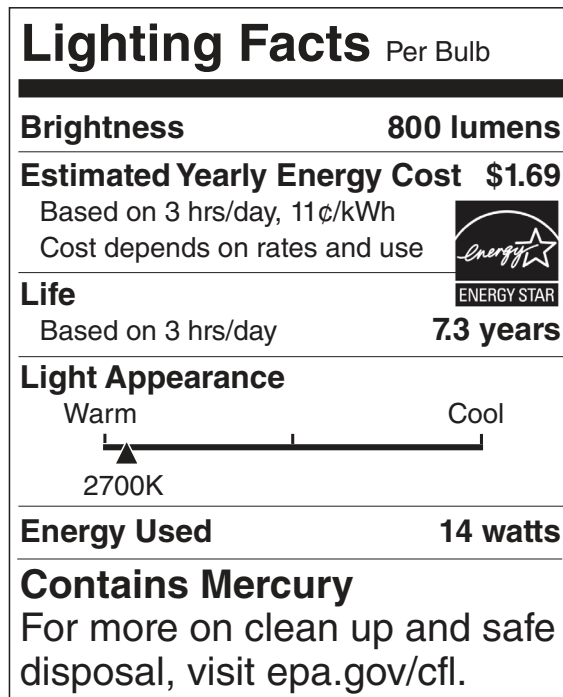 Lighting Facts Per Bulb
Brightness 800 lumens
Estimated Yearly Energy Cost $1.69
Based on 3 hrs/day, 11¢/kWh
Cost depends on rates and use
energy
ENERGY STAR
Life
Based on 3 hrs/day 7.3 years
Light Appearance
Warm Cool
2700K
Energy Used 14 watts
Contains Mercury
For more on clean up and safe
disposal, visit epa.gov/cfl.